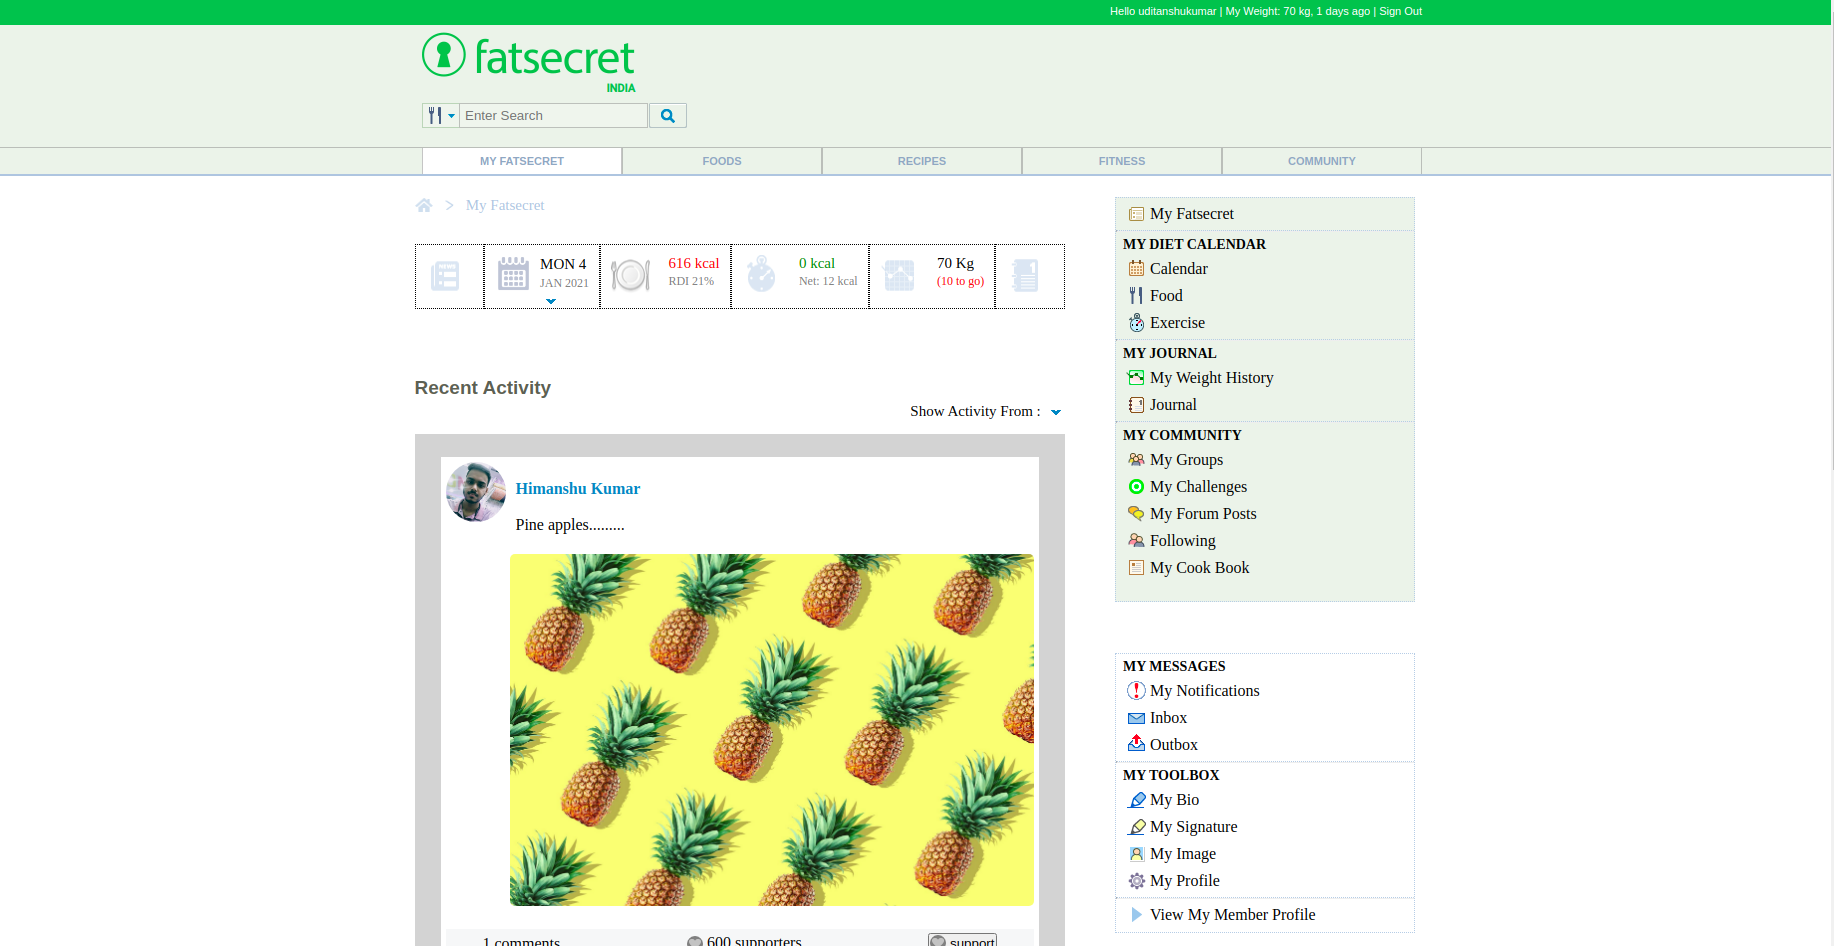 Hello uditanshukumar | My Weight: 70 kg, 1 days ago | Sign Out
fatsecret
INDIA
Enter Search
MY FATSECRET
FOODS
RECIPES
FITNESS
COMMUNITY
> My Fatsecret
MON 4
JAN 2021
616 kcal
RDI 21%
0 kcal
Net: 12 kcal
70 Kg
(10 to go)
Recent Activity
Show Activity From :
Himanshu Kumar
Pine apples.........
1 comments
600 supporters
support
My Fatsecret
MY DIET CALENDAR
Calendar
Food
Exercise
MY JOURNAL
My Weight History
Journal
MY COMMUNITY
My Groups
My Challenges
My Forum Posts
Following
My Cook Book
MY MESSAGES
My Notifications
Inbox
Outbox
MY TOOLBOX
My Bio
My Signature
My Image
My Profile
View My Member Profile